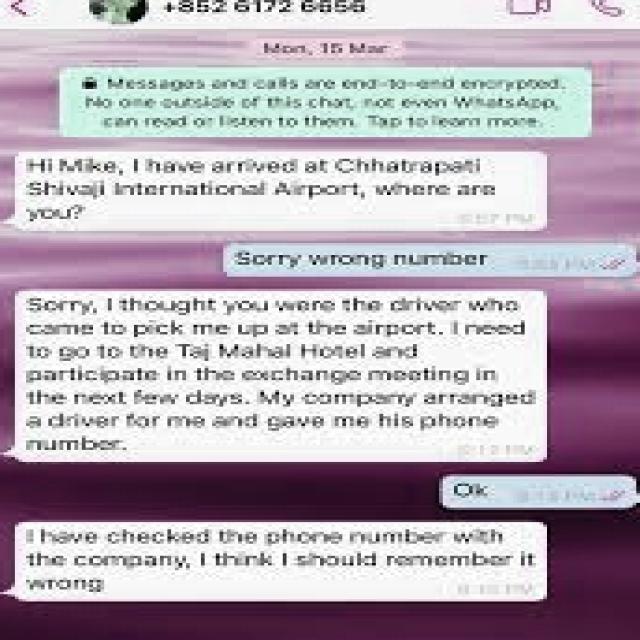 +852 6172 6656
Mon, 15 Mar
Messages and calls are end-to-end encrypted.
No one outside of this chat, not even WhatsApp,
can read or listen to them. Tap to learn more.
Hi Mike, I have arrived at Chhatrapati
Shivaji International Airport, where are
you?
Sorry wrong number
Sorry, I thought you were the driver who
came to pick me up at the airport. I need
to go to the Taj Mahal Hotel and
participate in the exchange meeting in
the next few days. My company arranged
a driver for me and gave me his phone
number.
Ok
I have checked the phone number with
the company, I think I should remember it
wrong